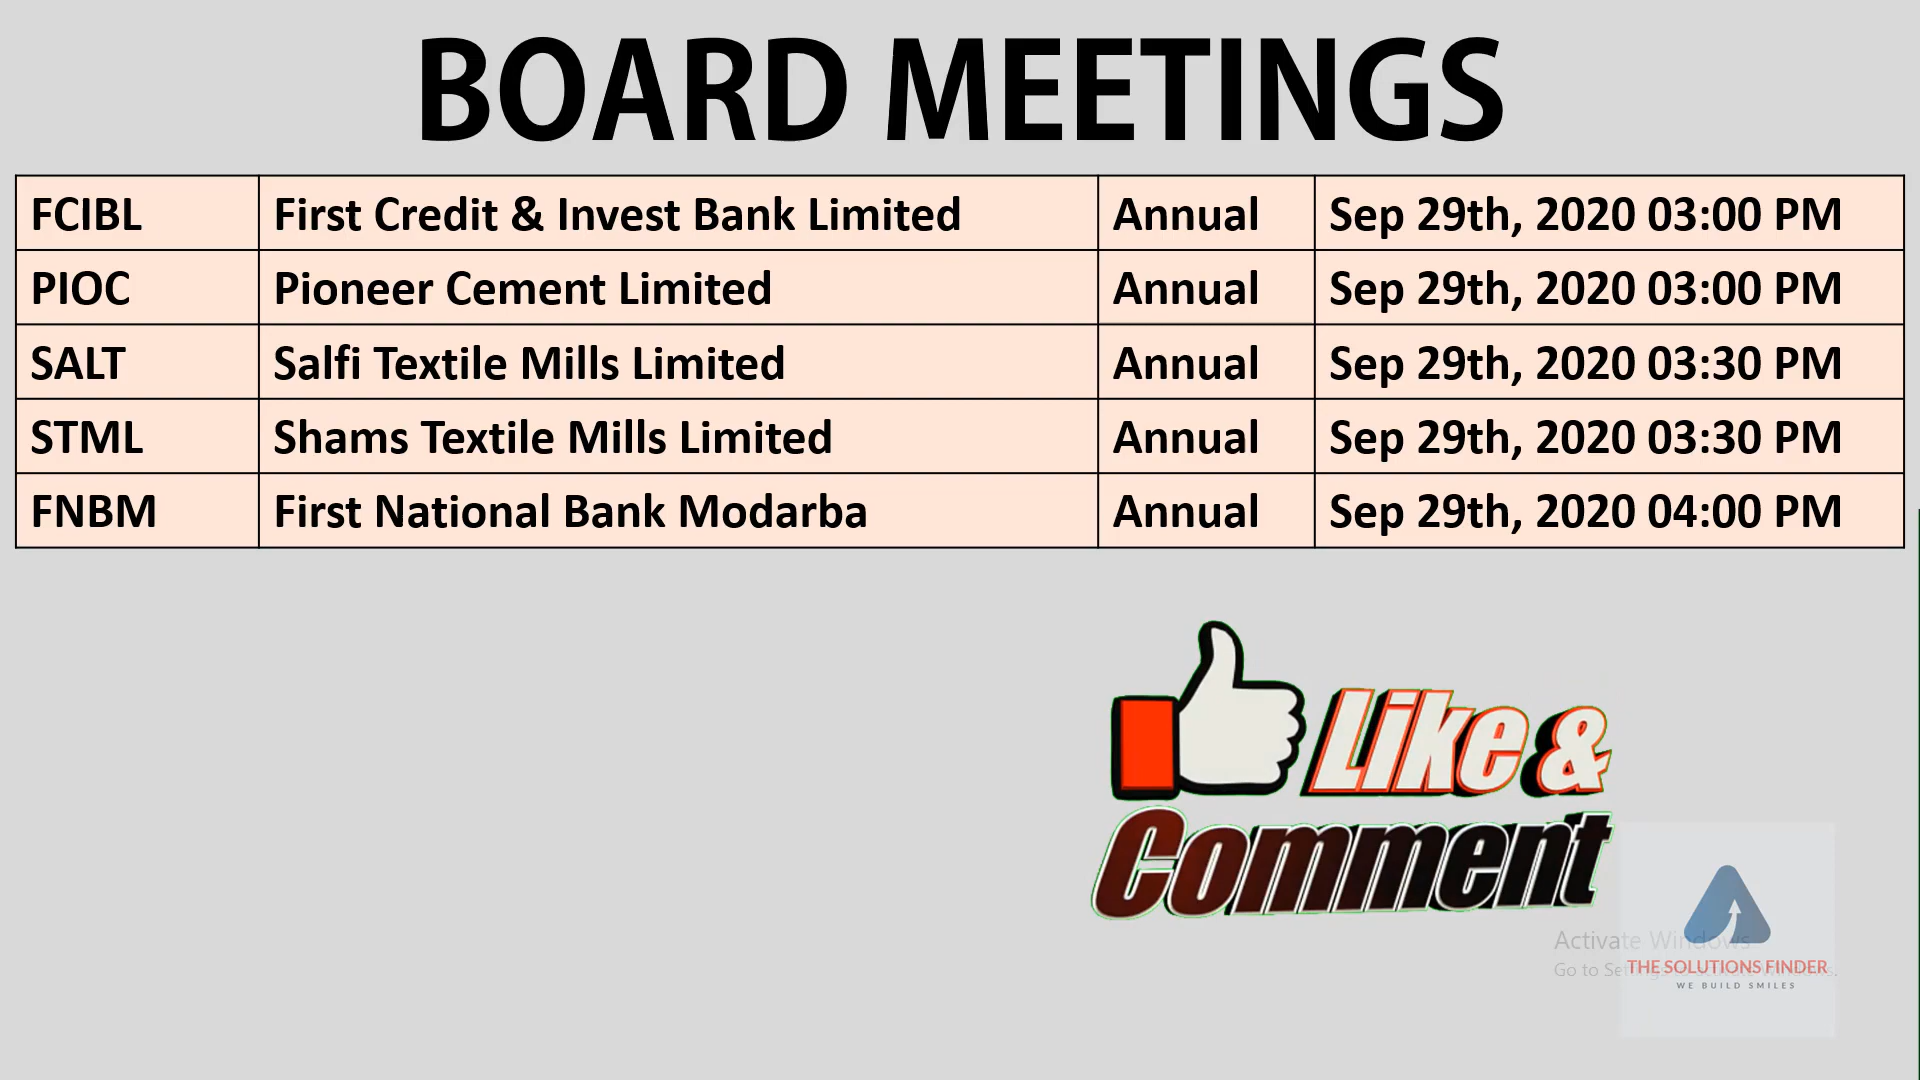 BOARD MEETINGS
FCIBL First Credit & Invest Bank Limited Annual Sep 29th, 2020 03:00 PM
PIOC Pioneer Cement Limited Annual Sep 29th, 2020 03:00 PM
SALT Salfi Textile Mills Limited Annual Sep 29th, 2020 03:30 PM
STML Shams Textile Mills Limited Annual Sep 29th, 2020 03:30 PM
FNBM First National Bank Modarba Annual Sep 29th, 2020 04:00 PM
Like &
Comment
Activate Windows
Go to Settings
THE SOLUTIONS FINDER
WE BUILD SMILES